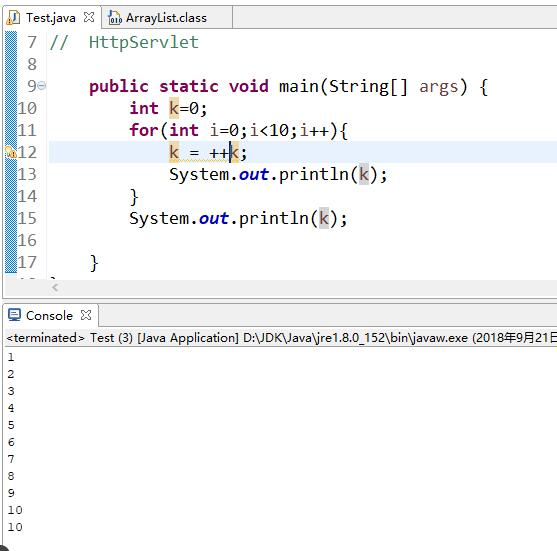 Test.java ArrayList.class
7 // HttpServlet
8
9 public static void main(String[] args) {
10 int k=0;
11 for(int i=0;i<10;i++){
12 k = ++k;
13 System.out.println(k);
14 }
15 System.out.println(k);
16
17 }
Console
<terminated> Test (3) [Java Application] D:\JDK\Java\jre1.8.0_152\bin\javaw.exe (2018年9月21日
1
2
3
4
5
6
7
8
9
10
10